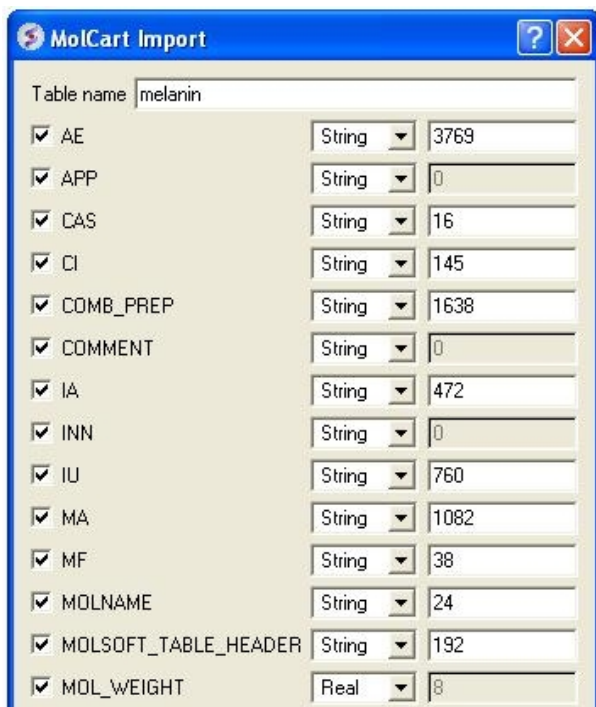 MolCart Import
Table name melanin
AE String 3769
APP String 0
CAS String 16
CI String 145
COMB_PREP String 1638
COMMENT String 0
IA String 472
INN String 0
IU String 760
MA String 1082
MF String 38
MOLNAME String 24
MOLSOFT_TABLE_HEADER String 192
MOL_WEIGHT Real 8